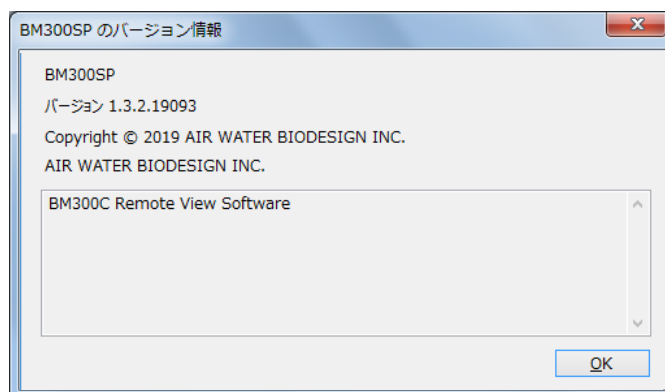 BM300SP のバージョン情報
BM300SP
バージョン 1.3.2.19093
Copyright © 2019 AIR WATER BIODESIGN INC.
AIR WATER BIODESIGN INC.
BM300C Remote View Software
OK